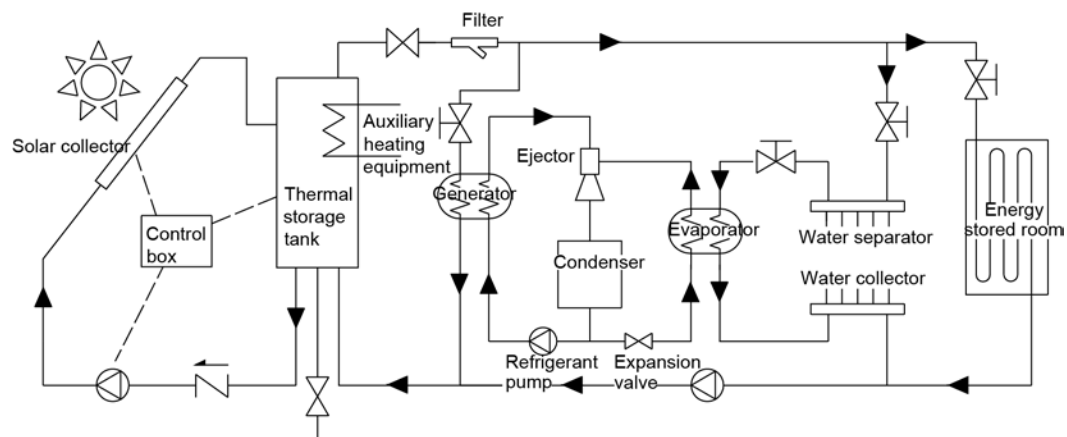 Filter
Solar collector
Auxiliary
heating
equipment
Ejector
Generator
Thermal
storage
tank
Control
box
Condenser
Evaporator
Water separator
Energy
stored room
Water collector
Refrigerant
pump
Expansion
valve